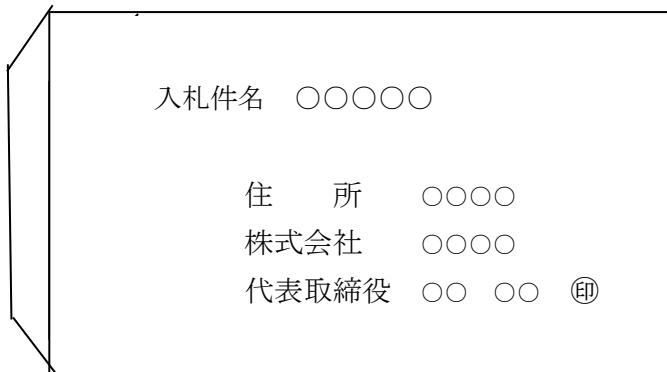 入札件名　○○○○○
住　　所　　○○○○
株式会社　　○○○○
代表取締役　○○　○○　㊞